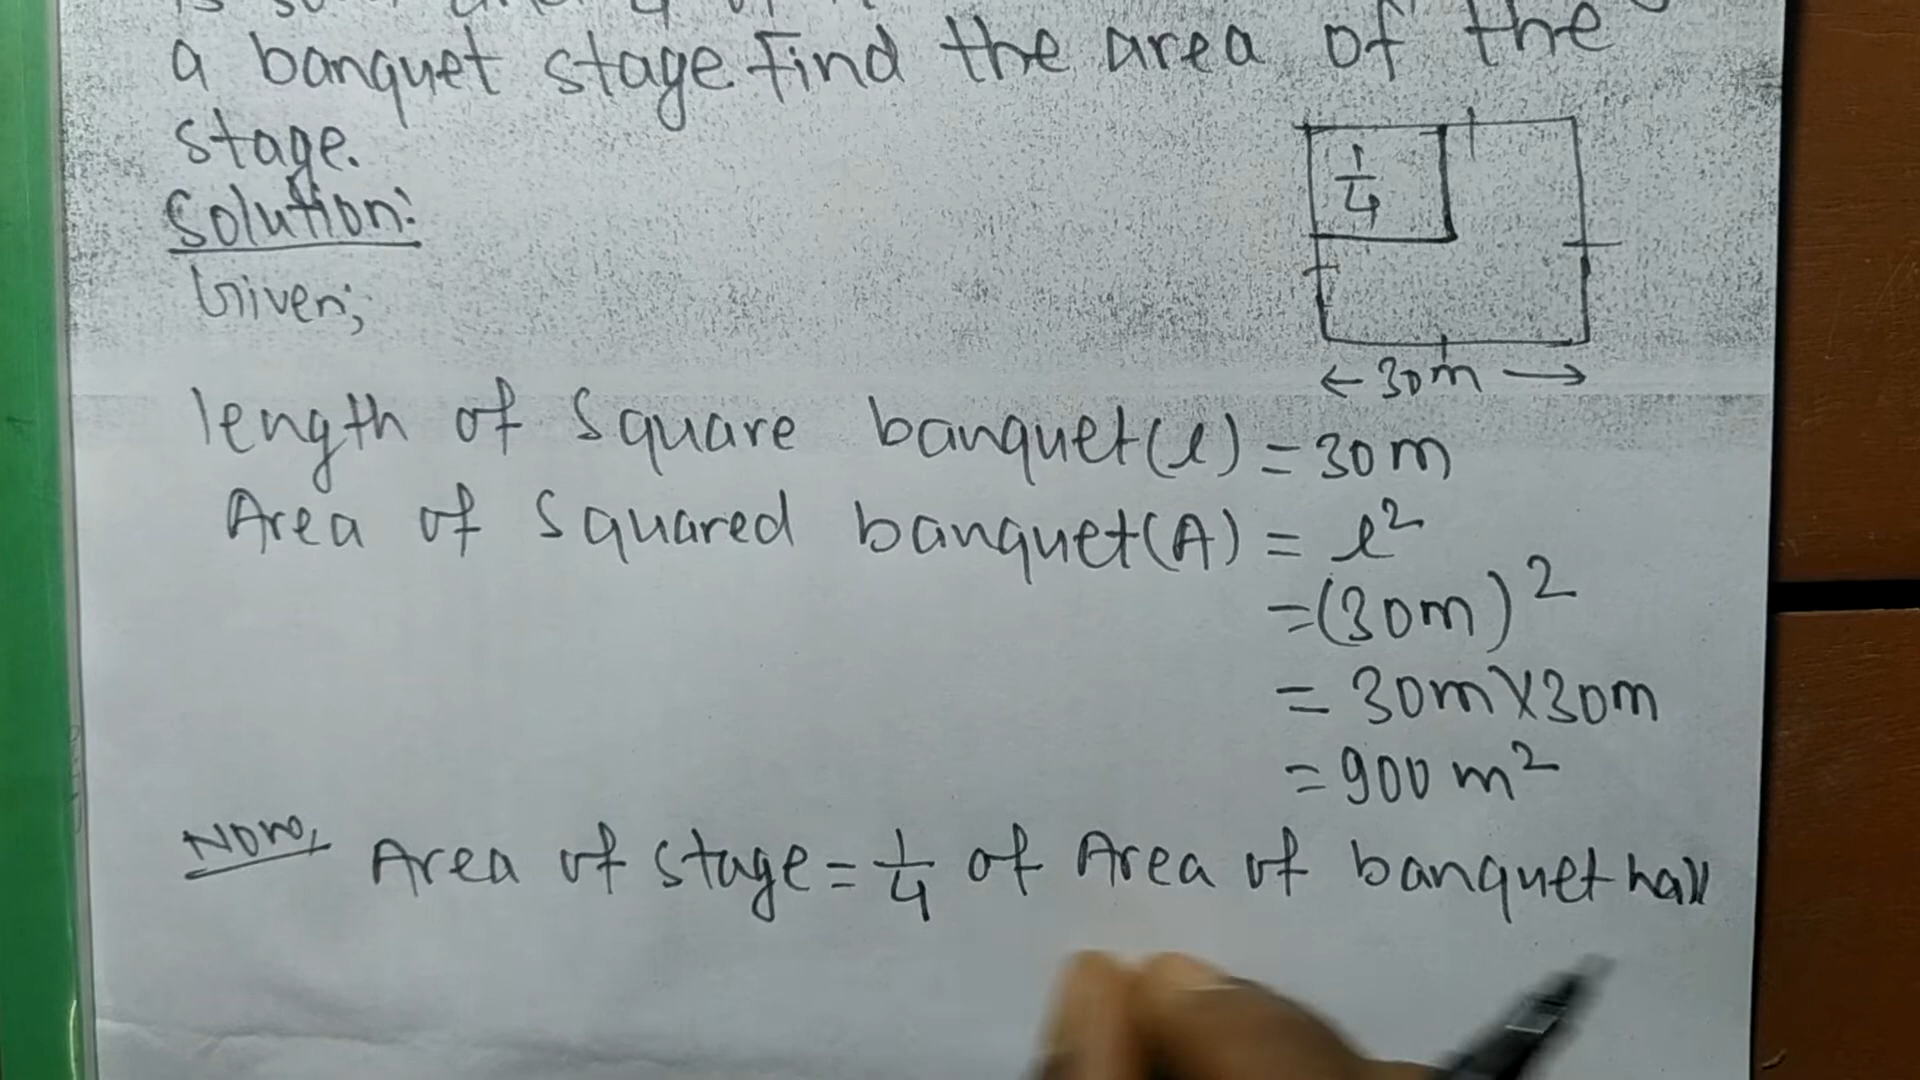 a banquet stage Find the area of the
stage.
Solution:
Given;
1/4
← 30m →
length of square banquet(l) = 30m
Area of squared banquet(A) = l²
=(30m)²
= 30m×30m
= 900 m²
Now, Area of stage = 1/4 of Area of banquet hall